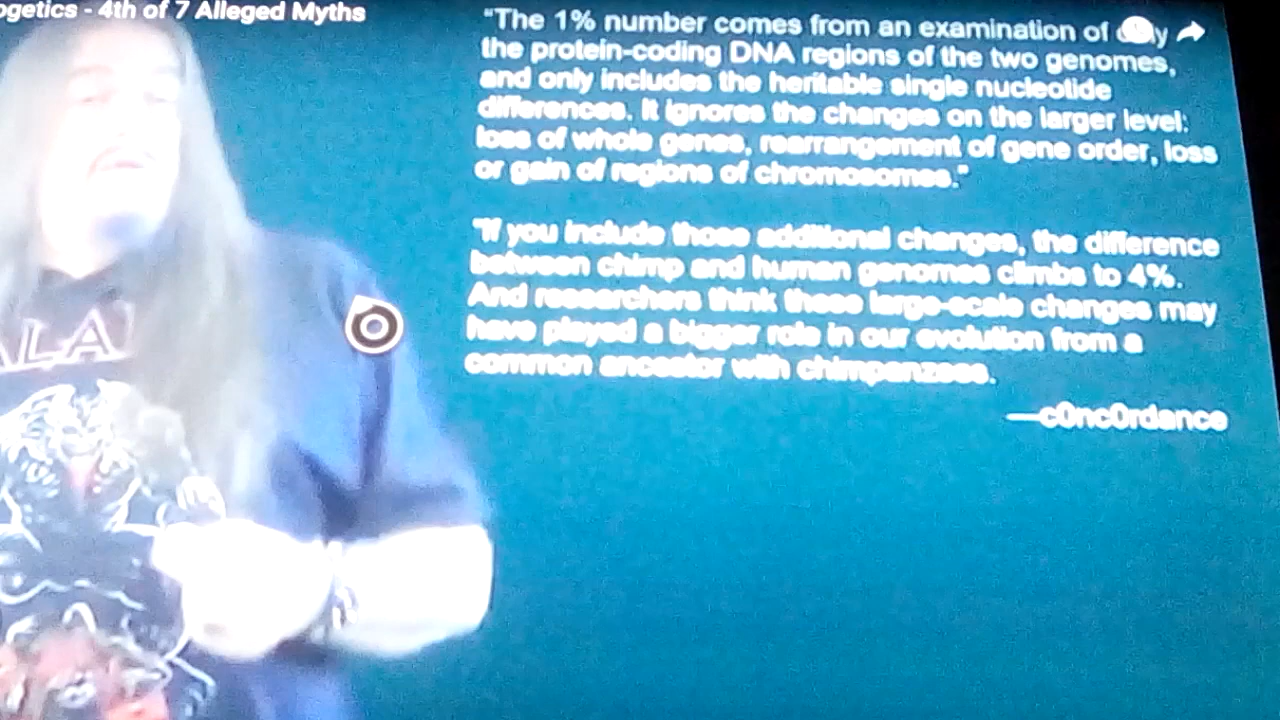 ogetics - 4th of 7 Alleged Myths
"The 1% number comes from an examination of
the protein-coding DNA regions of the two genomes,
and only includes the heritable single nucleotide
differences. It ignores the changes on the larger level:
loss of whole genes, rearrangement of gene order, loss
or gain of regions of chromosomes."
"If you include those additional changes, the difference
between chimp and human genomes climbs to 4%.
And researchers think these large-scale changes may
have played a bigger role in our evolution from a
common ancestor with chimpanzees.
—c0nc0rdance
ALA